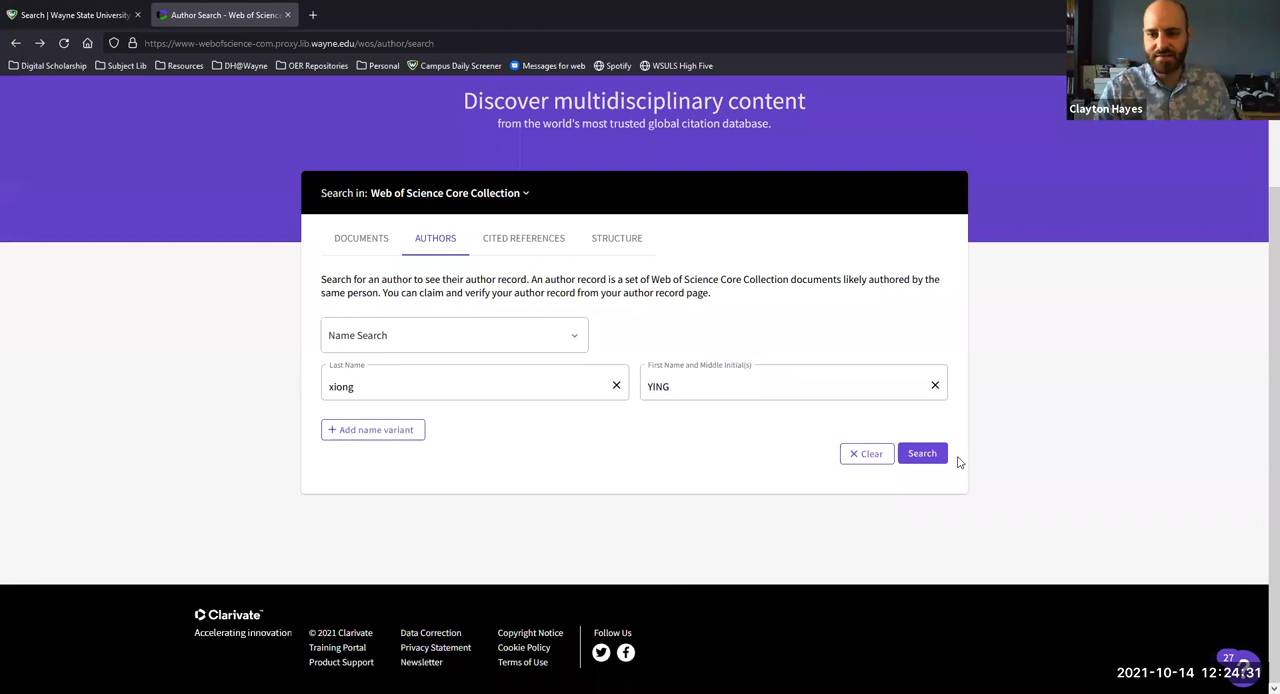 Search | Wayne State University
Author Search - Web of Science
https://www-webofscience-com.proxy.lib.wayne.edu/wos/author/search
Digital Scholarship Subject Lib Resources DH@Wayne OER Repositories Personal Campus Daily Screener Messages for web Spotify WSULS High Five
Clayton Hayes
Discover multidisciplinary content
from the world's most trusted global citation database.
Search in: Web of Science Core Collection
DOCUMENTS AUTHORS CITED REFERENCES STRUCTURE
Search for an author to see their author record. An author record is a set of Web of Science Core Collection documents likely authored by the
same person. You can claim and verify your author record from your author record page.
Name Search
Last Name First Name and Middle Initial(s)
xiong YING
+ Add name variant
Clear Search
Clarivate™
Accelerating innovation
© 2021 Clarivate Data Correction Copyright Notice Follow Us
Training Portal Privacy Statement Cookie Policy
Product Support Newsletter Terms of Use
27
2021-10-14 12:24:31